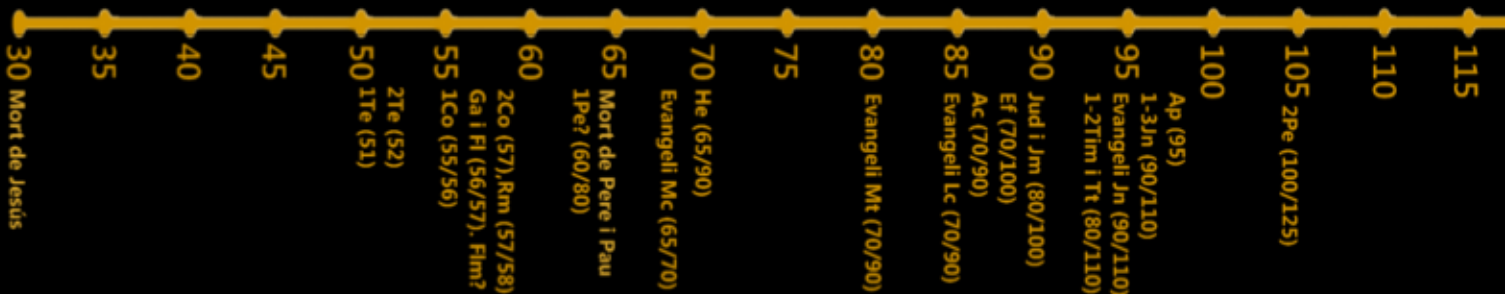 30
35
40
45
50
55
60
65
70
75
80
85
90
95
100
105
110
115
Mort de Jesús
1Te (51)
2Te (52)
1Co (55/56)
Ga i Fl (56/57). Flm?
2Co (57),Rm (57/58)
1Pe? (60/80)
Mort de Pere i Pau
Evangeli Mc (65/70)
He (65/90)
Evangeli Mt (70/90)
Evangeli Lc (70/90)
Ac (70/90)
Ef (70/100)
Jud i Jm (80/100)
1-2Tim i Tt (80/110)
Evangeli Jn (90/110)
1-3Jn (90/110)
Ap (95)
2Pe (100/125)